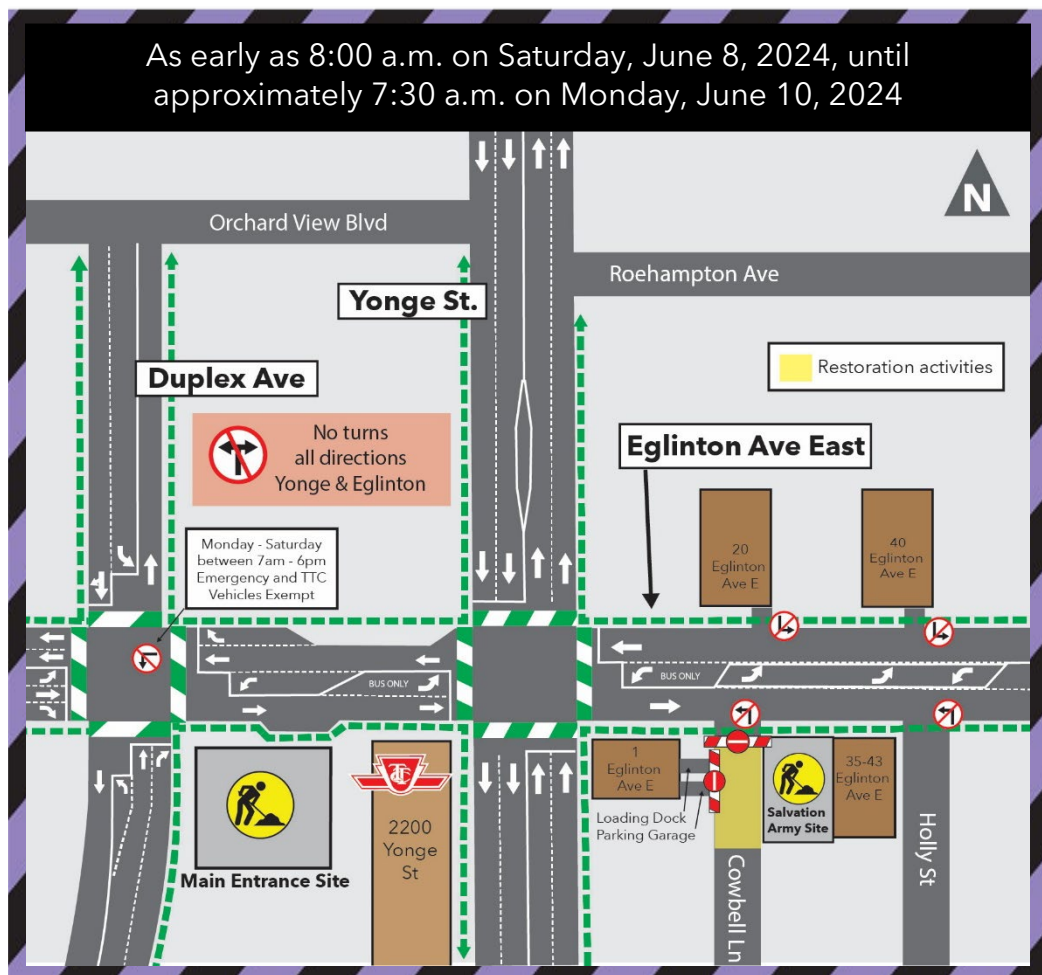 As early as 8:00 a.m. on Saturday, June 8, 2024, until
approximately 7:30 a.m. on Monday, June 10, 2024
N
Orchard View Blvd
Roehampton Ave
Yonge St.
Restoration activities
Duplex Ave
No turns
all directions
Yonge & Eglinton
Eglinton Ave East
Monday - Saturday
between 7am - 6pm
Emergency and TTC
Vehicles Exempt
20
Eglinton
Ave E
40
Eglinton
Ave E
BUS ONLY
BUS ONLY
TTC
2200
Yonge
St
Main Entrance Site
1
Eglinton
Ave E
Loading Dock
Parking Garage
Salvation
Army Site
35-43
Eglinton
Ave E
Cowbell Ln
Holly St